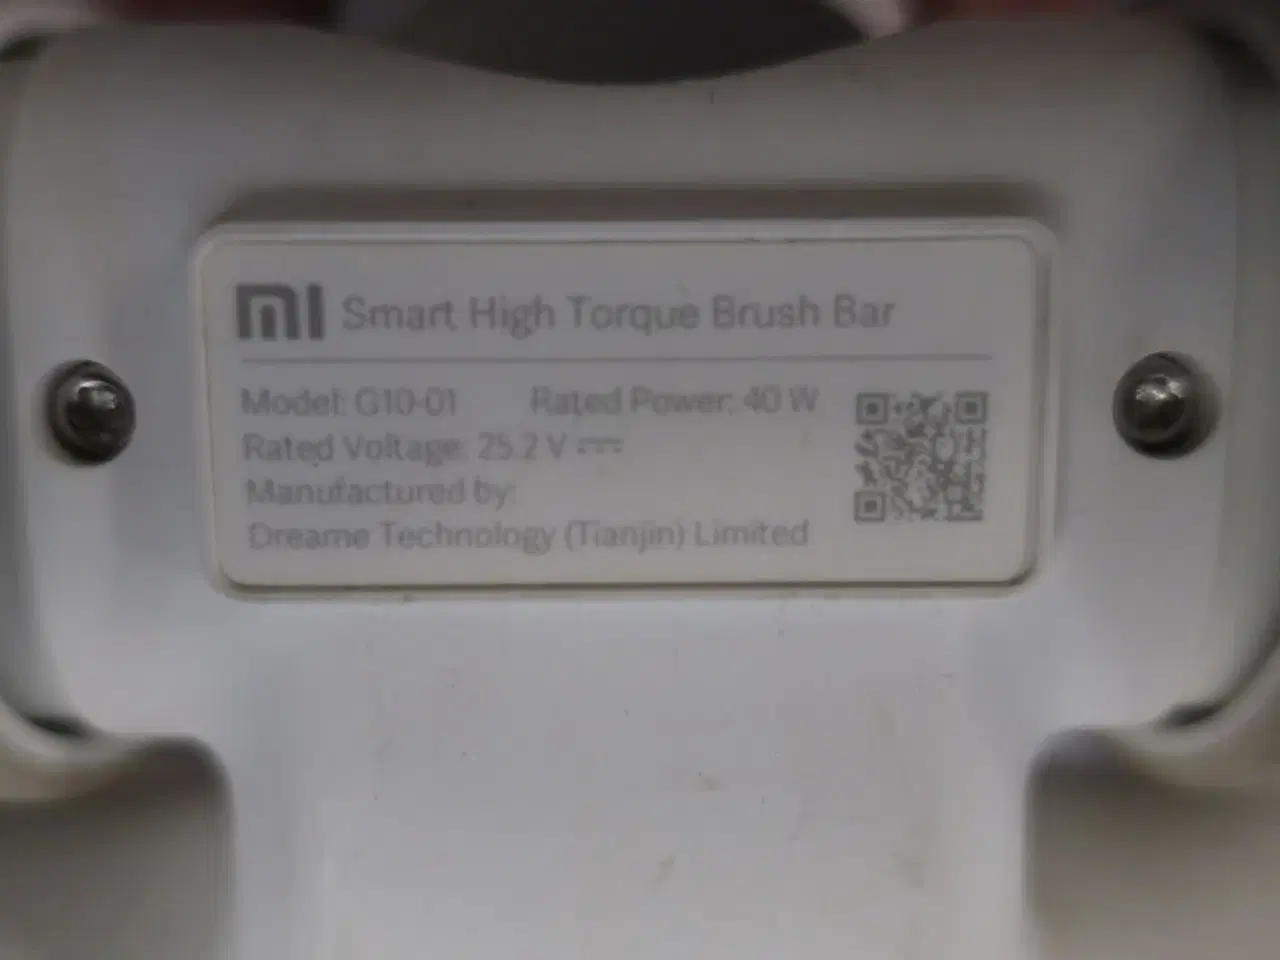 mi Smart High Torque Brush Bar
Model: G10-01 Rated Power: 40 W
Rated Voltage: 25.2 V ⎓
Manufactured by:
Dreame Technology (Tianjin) Limited